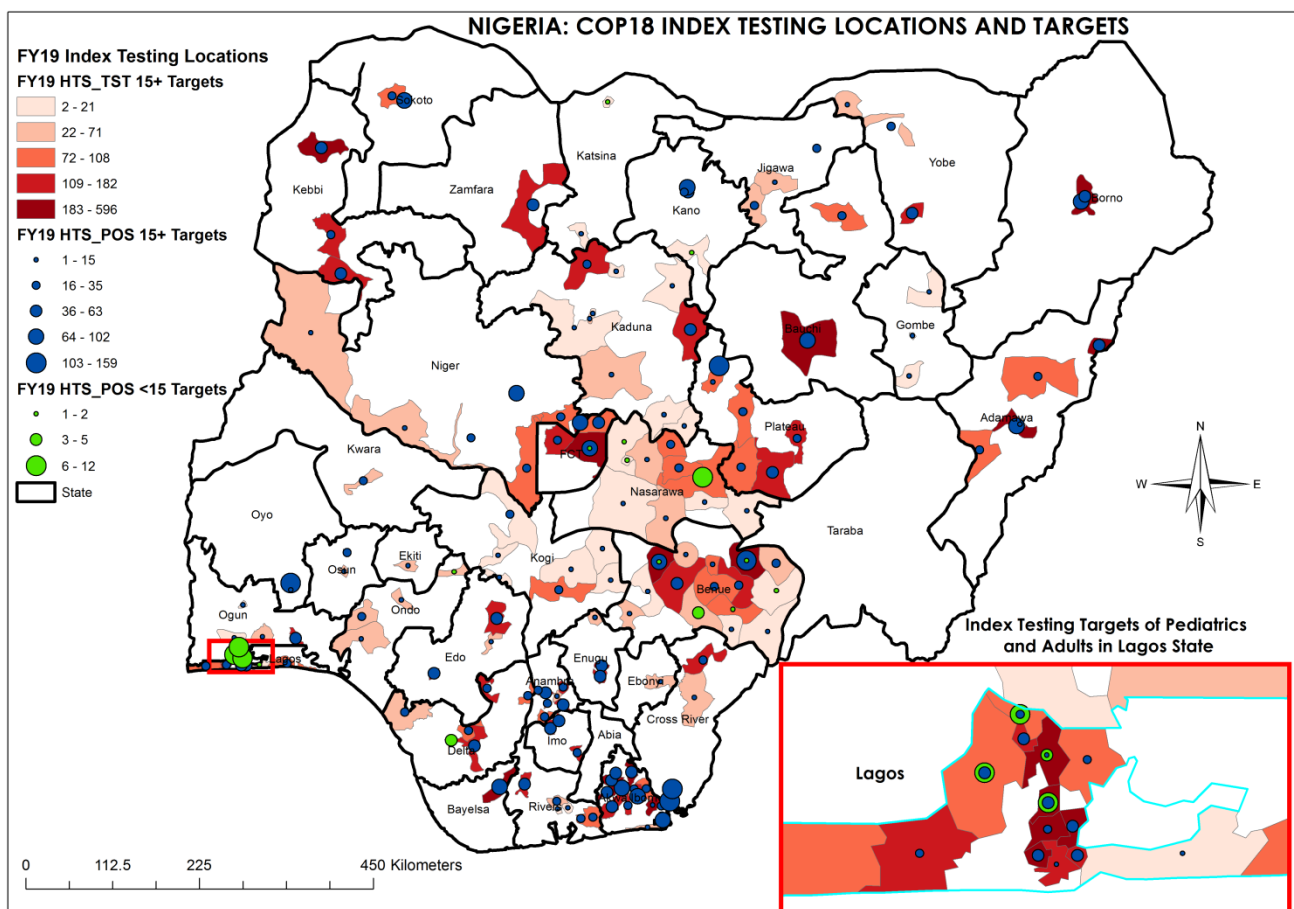 NIGERIA: COP18 INDEX TESTING LOCATIONS AND TARGETS
FY19 Index Testing Locations
FY19 HTS_TST 15+ Targets
2 - 21
22 - 71
72 - 108
109 - 182
183 - 596
FY19 HTS_POS 15+ Targets
1 - 15
16 - 35
36 - 63
64 - 102
103 - 159
FY19 HTS_POS <15 Targets
1 - 2
3 - 5
6 - 12
State
Sokoto
Katsina
Jigawa
Yobe
Kebbi
Zamfara
Kano
Borno
Kaduna
Bauchi
Gombe
Niger
Adamawa
Plateau
Kwara
FCT
Nasarawa
Taraba
N
W
E
S
Oyo
Osun
Ekiti
Kogi
Benue
Ogun
Ondo
Lagos
Edo
Enugu
Ebony
Anambra
Cross River
Imo
Abia
Delta
Bayelsa
Rivers
Akwa Ibom
0 112.5 225 450 Kilometers
Index Testing Targets of Pediatrics
and Adults in Lagos State
Lagos